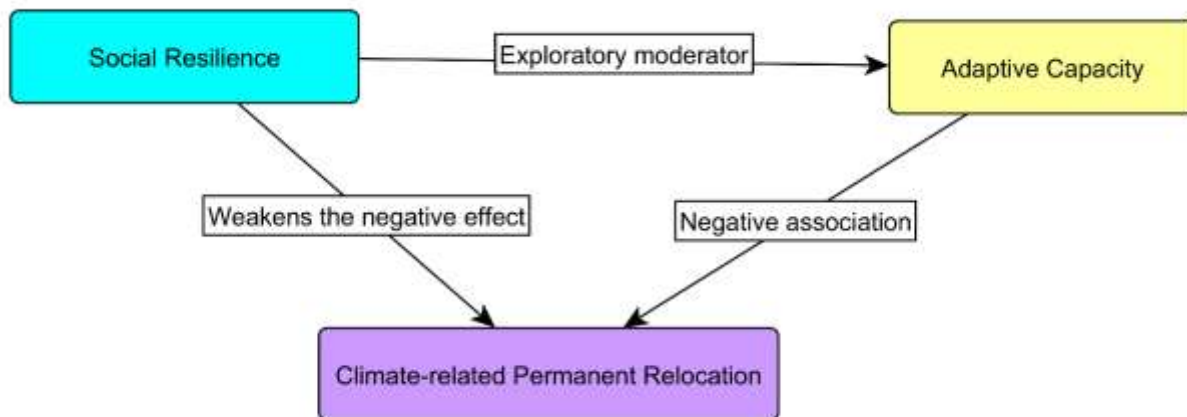 Social Resilience
Exploratory moderator
Adaptive Capacity
Weakens the negative effect
Negative association
Climate-related Permanent Relocation